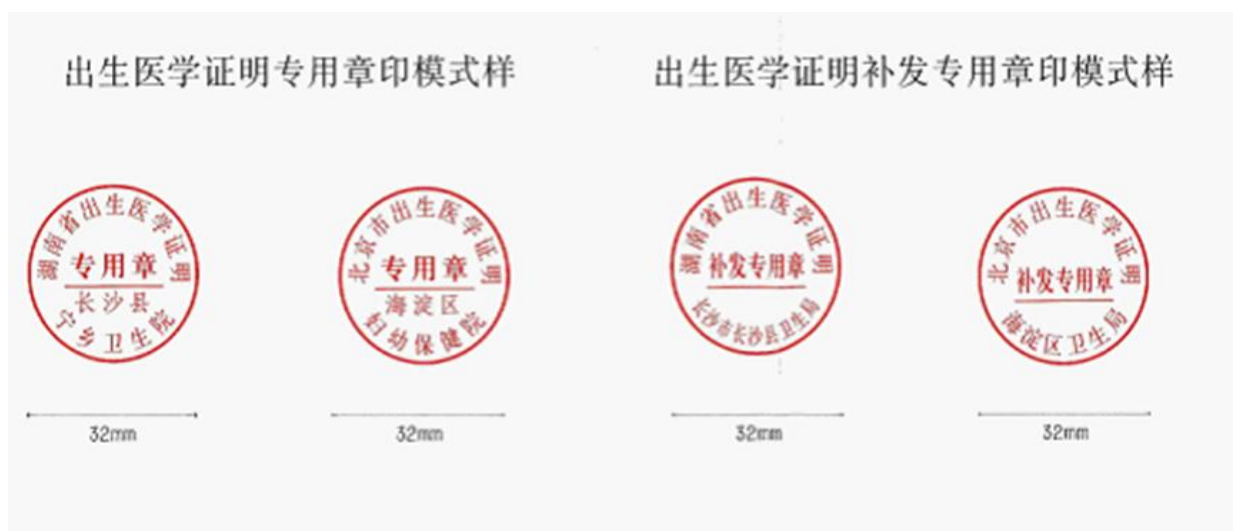 出生医学证明专用章印模式样
出生医学证明补发专用章印模式样
湖南省出生医学证明
专用章
长沙县
宁乡卫生院
北京市出生医学证明
专用章
海淀区
妇幼保健院
湖南省出生医学证明
补发专用章
长沙市长沙县卫生局
北京市出生医学证明
补发专用章
海淀区卫生局
32mm
32mm
32mm
32mm